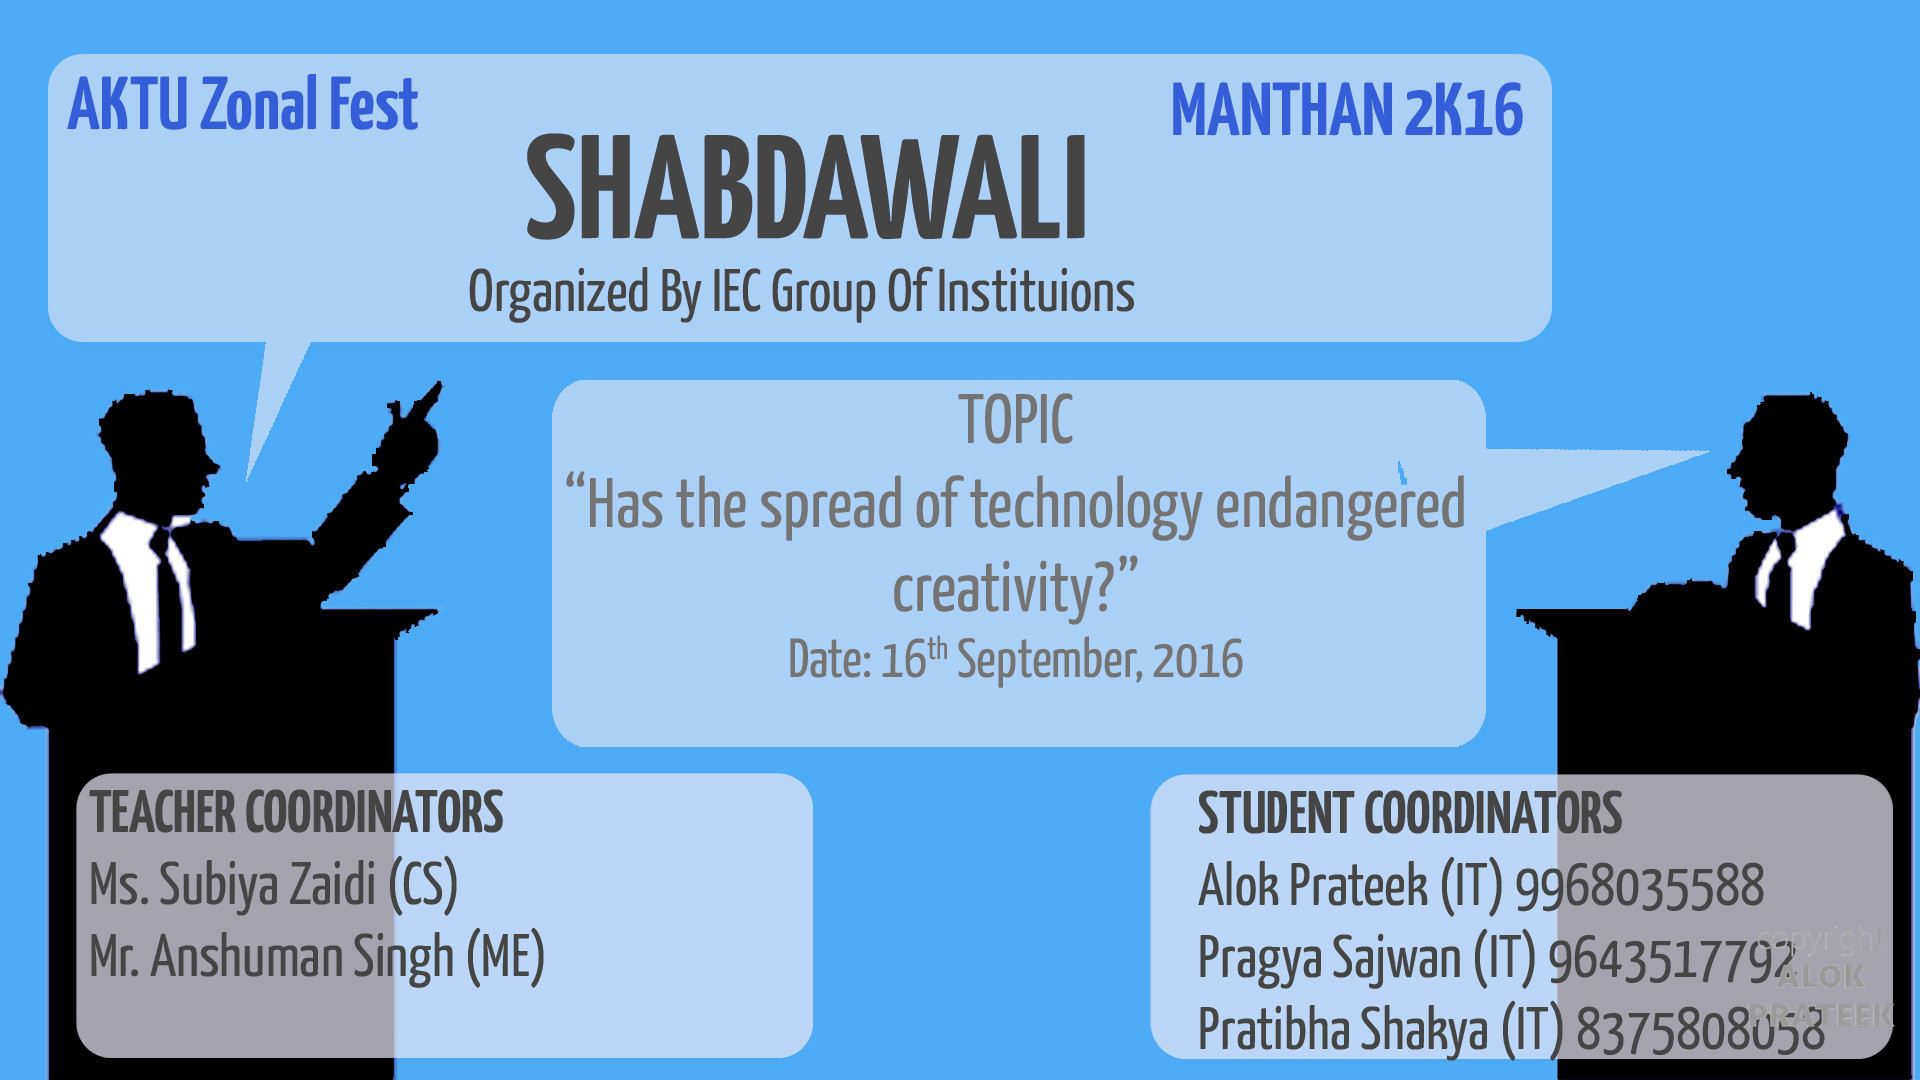 AKTU Zonal Fest
MANTHAN 2K16
SHABDAWALI
Organized By IEC Group Of Instituions
TOPIC
“Has the spread of technology endangered
creativity?”
Date: 16th September, 2016
TEACHER COORDINATORS
Ms. Subiya Zaidi (CS)
Mr. Anshuman Singh (ME)
STUDENT COORDINATORS
Alok Prateek (IT) 9968035588
Pragya Sajwan (IT) 9643517792
Pratibha Shakya (IT) 8375808058
copyright
ALOK
PRATEEK